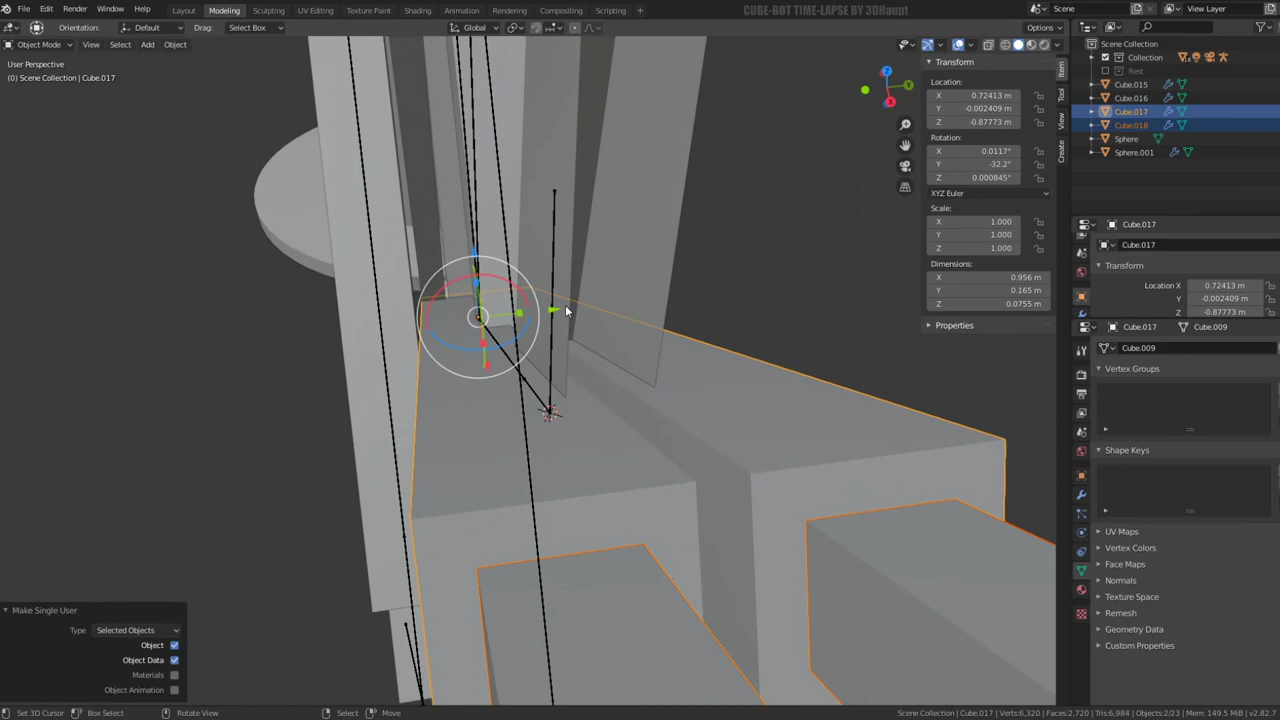 File Edit Render Window Help
Layout Modeling Sculpting UV Editing Texture Paint Shading Animation Rendering Compositing Scripting +
CUBE-BOT TIME-LAPSE BY 3DHaupt
Scene View Layer
Orientation: Default Drag: Select Box Global Options
Object Mode View Select Add Object
User Perspective
(0) Scene Collection | Cube.017
Transform
Location:
X 0.72413 m
Y -0.002409 m
Z -0.87773 m
Rotation:
X 0.0117°
Y -32.2°
Z 0.000845°
XYZ Euler
Scale:
X 1.000
Y 1.000
Z 1.000
Dimensions:
X 0.956 m
Y 0.165 m
Z 0.0755 m
Properties
Item
Tool
View
Create
Z
Y
X
Scene Collection
Collection
Rest
Cube.015
Cube.016
Cube.017
Cube.018
Sphere
Sphere.001
Cube.017
Cube.017
Transform
Location X 0.72413 m
Y -0.002409 m
Z -0.87773 m
Cube.017 Cube.009
Cube.009
Vertex Groups
Shape Keys
UV Maps
Vertex Colors
Face Maps
Normals
Texture Space
Remesh
Geometry Data
Custom Properties
Make Single User
Type Selected Objects
Object
Object Data
Materials
Object Animation
Set 3D Cursor Box Select Rotate View Select Move
Scene Collection | Cube.017 | Verts:6,320 | Faces:2,720 | Tris:6,984 | Objects:2/23 | Mem: 149.5 MiB | v2.82.7